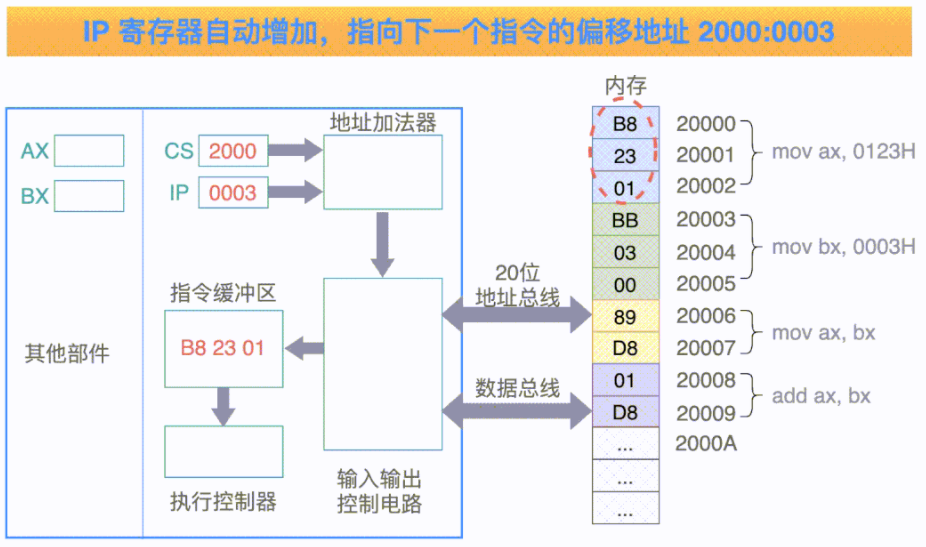 IP 寄存器自动增加，指向下一个指令的偏移地址 2000:0003
内存
地址加法器
AX
BX
CS 2000
IP 0003
指令缓冲区
B8 23 01
其他部件
执行控制器
输入输出
控制电路
20位
地址总线
数据总线
B8 20000
23 20001
01 20002
mov ax, 0123H
BB 20003
03 20004
00 20005
mov bx, 0003H
89 20006
D8 20007
mov ax, bx
01 20008
D8 20009
add ax, bx
... 2000A
...
...